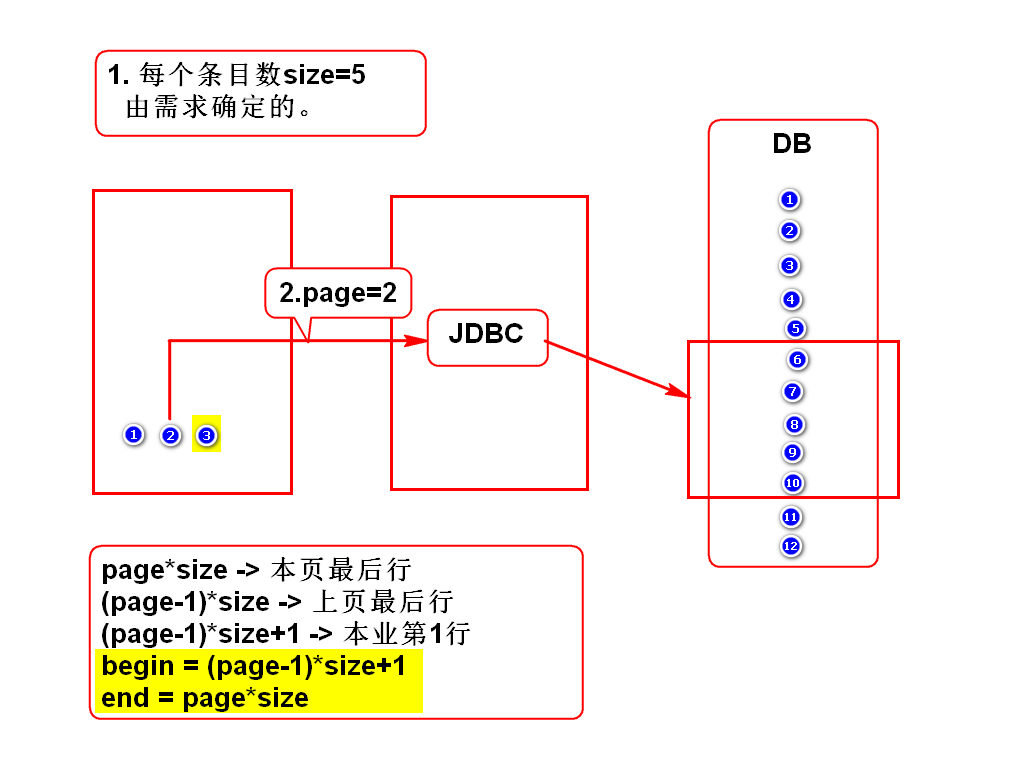 1. 每个条目数size=5
由需求确定的。
DB
1
2
3
4
5
6
7
8
9
10
11
12
2.page=2
JDBC
1 2 3
page*size -> 本页最后行
(page-1)*size -> 上页最后行
(page-1)*size+1 -> 本业第1行
begin = (page-1)*size+1
end = page*size